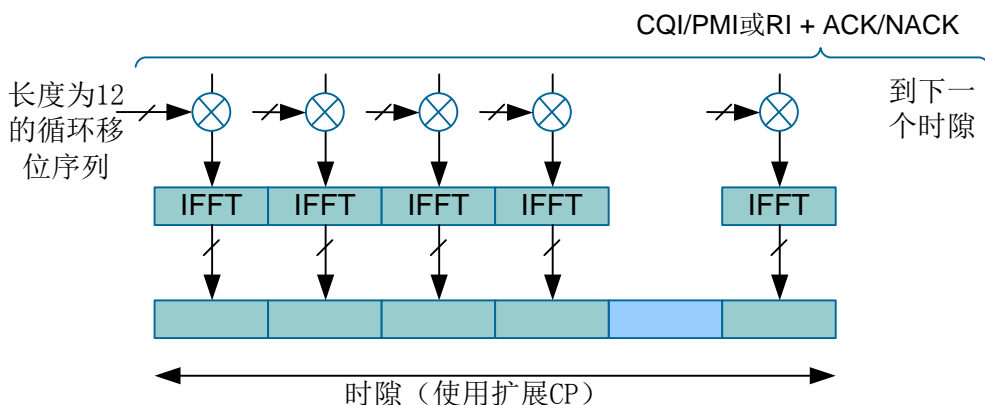 CQI/PMI或RI + ACK/NACK
长度为12
的循环移
位序列
到下一
个时隙
IFFT IFFT IFFT IFFT IFFT
时隙（使用扩展CP）